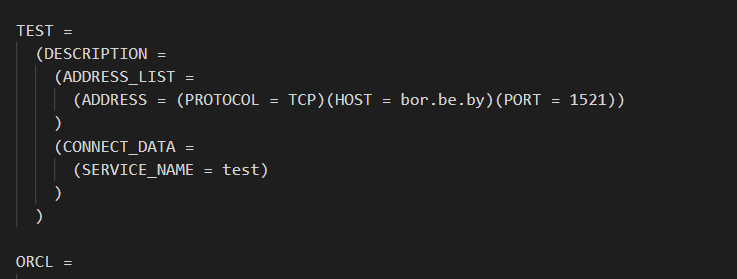 TEST =
(DESCRIPTION =
(ADDRESS_LIST =
(ADDRESS = (PROTOCOL = TCP)(HOST = bor.be.by)(PORT = 1521))
)
(CONNECT_DATA =
(SERVICE_NAME = test)
)
)
ORCL =